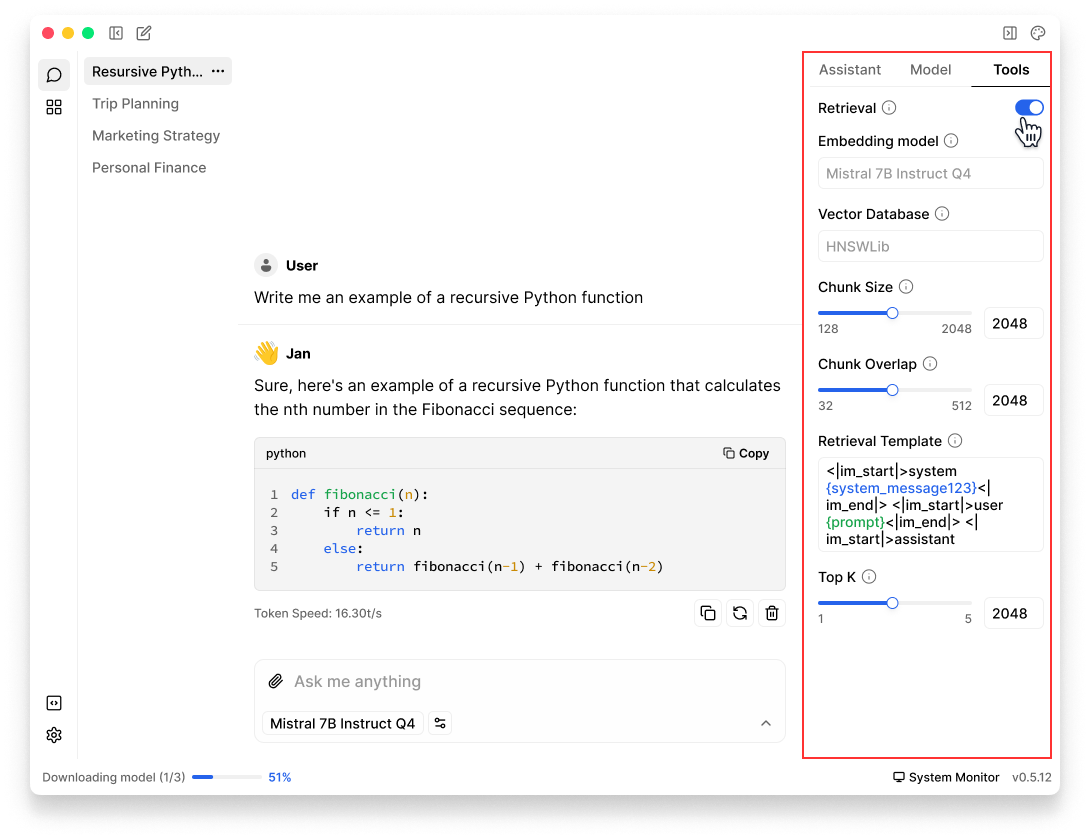 Resursive Pyth... ···
Trip Planning
Marketing Strategy
Personal Finance
User
Write me an example of a recursive Python function
Jan
Sure, here's an example of a recursive Python function that calculates
the nth number in the Fibonacci sequence:
python Copy
1 def fibonacci(n):
2     if n <= 1:
3         return n
4     else:
5         return fibonacci(n-1) + fibonacci(n-2)
Token Speed: 16.30t/s
Ask me anything
Mistral 7B Instruct Q4
Assistant Model Tools
Retrieval
Embedding model
Mistral 7B Instruct Q4
Vector Database
HNSWLib
Chunk Size
2048
128 2048
Chunk Overlap
2048
32 512
Retrieval Template
<|im_start|>system
{system_message123}<|
im_end|> <|im_start|>user
{prompt}<|im_end|> <|
im_start|>assistant
Top K
2048
1 5
Downloading model (1/3) 51% System Monitor v0.5.12